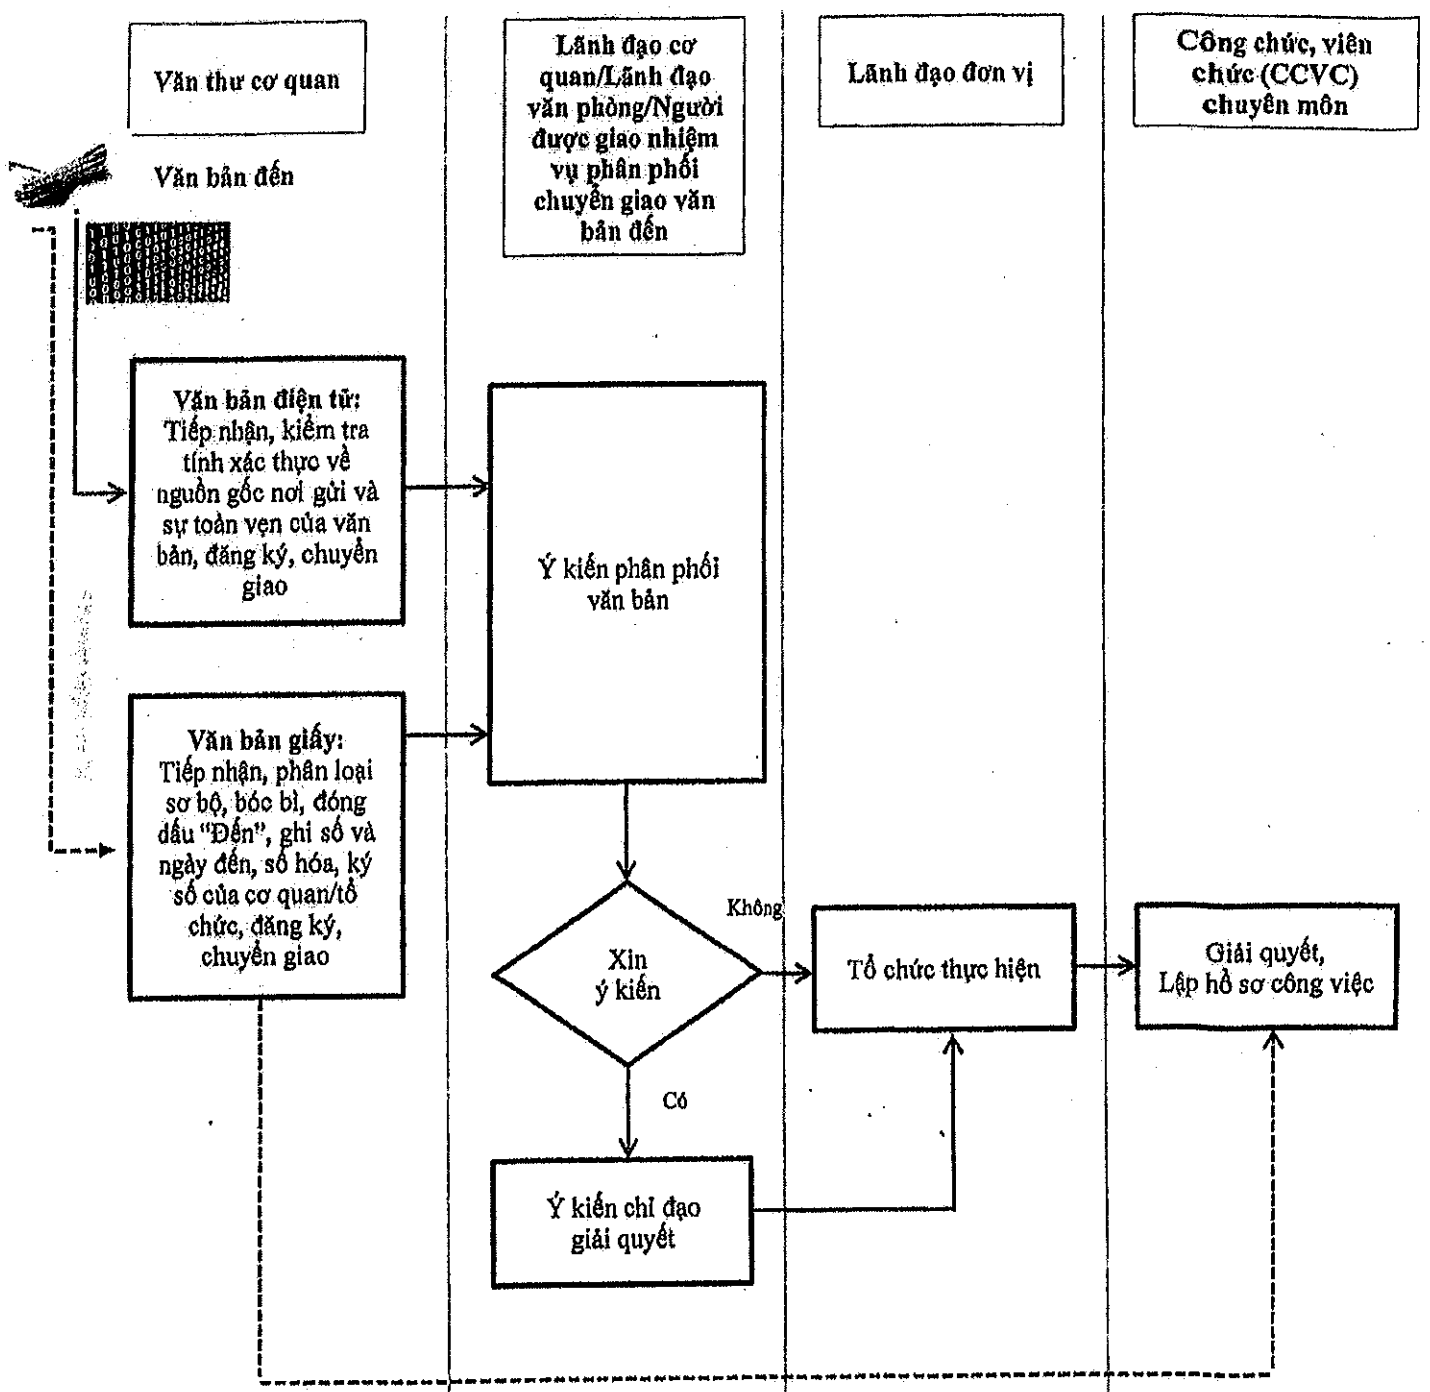 Văn thư cơ quan
Lãnh đạo cơ
quan/Lãnh đạo
văn phòng/Người
được giao nhiệm
vụ phân phối
chuyển giao văn
bản đến
Lãnh đạo đơn vị
Công chức, viên
chức (CCVC)
chuyên môn
Văn bản đến
Văn bản điện tử:
Tiếp nhận, kiểm tra
tính xác thực về
nguồn gốc nơi gửi và
sự toàn vẹn của văn
bản, đăng ký, chuyển
giao
Ý kiến phân phối
văn bản
Văn bản giấy:
Tiếp nhận, phân loại
sơ bộ, bóc bì, đóng
dấu “Đến”, ghi số và
ngày đến, số hóa, ký
số của cơ quan/tổ
chức, đăng ký,
chuyển giao
Xin
ý kiến
Không
Tổ chức thực hiện
Giải quyết,
Lập hồ sơ công việc
Có
Ý kiến chỉ đạo
giải quyết